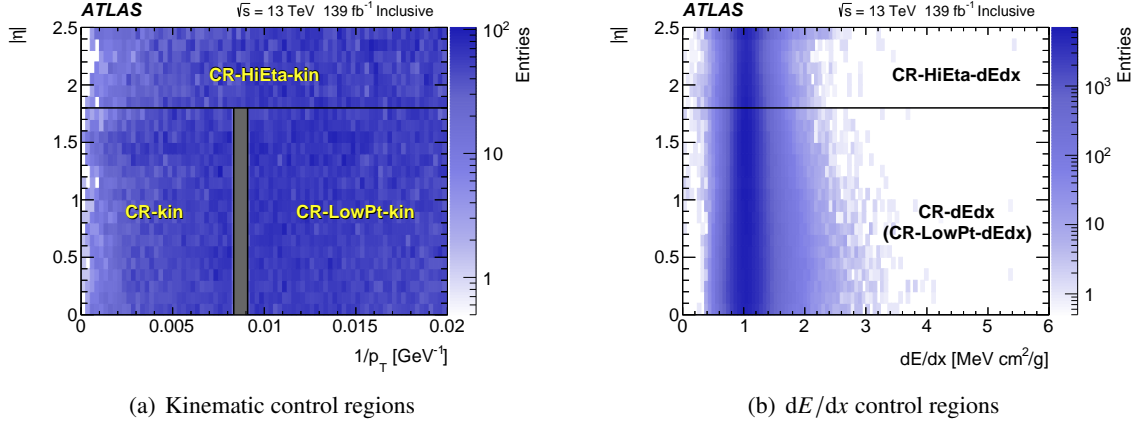 ATLAS
√s = 13 TeV 139 fb⁻¹ Inclusive
|η|
2.5
2
1.5
1
0.5
0
CR-HiEta-kin
CR-kin
CR-LowPt-kin
0 0.005 0.01 0.015 0.02
1/p_T [GeV⁻¹]
10²
10
1
Entries
(a) Kinematic control regions
ATLAS
√s = 13 TeV 139 fb⁻¹ Inclusive
|η|
2.5
2
1.5
1
0.5
0
CR-HiEta-dEdx
CR-dEdx
(CR-LowPt-dEdx)
0 1 2 3 4 5 6
dE/dx [MeV cm²/g]
10³
10²
10
1
Entries
(b) dE/dx control regions